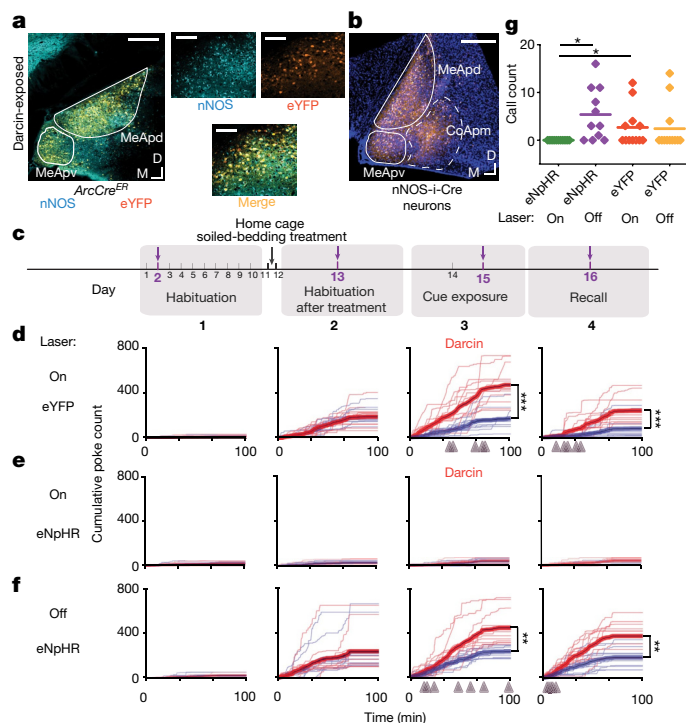 a
Darcin-exposed
MeApd
MeApv
D
M
ArcCreER
nNOS eYFP
nNOS
eYFP
Merge
b
MeApd
CoApm
MeApv
D
M
nNOS-i-Cre
neurons
g
Call count
20
10
0
*
*
eNpHR eNpHR eYFP eYFP
Laser: On Off On Off
c
Home cage
soiled-bedding treatment
1 2 3 4 5 6 7 8 9 10 11 12 13 14 15 16
Day
Habituation
Habituation
after treatment
Cue exposure
Recall
1 2 3 4
d
Laser:
On
eYFP
Cumulative poke count
800
400
0
Darcin
***
***
0 100 0 100 0 100 0 100
e
On
eNpHR
800
400
0
Darcin
0 100 0 100 0 100 0 100
f
Off
eNpHR
800
400
0
**
**
0 100 0 100 0 100 0 100
Time (min)